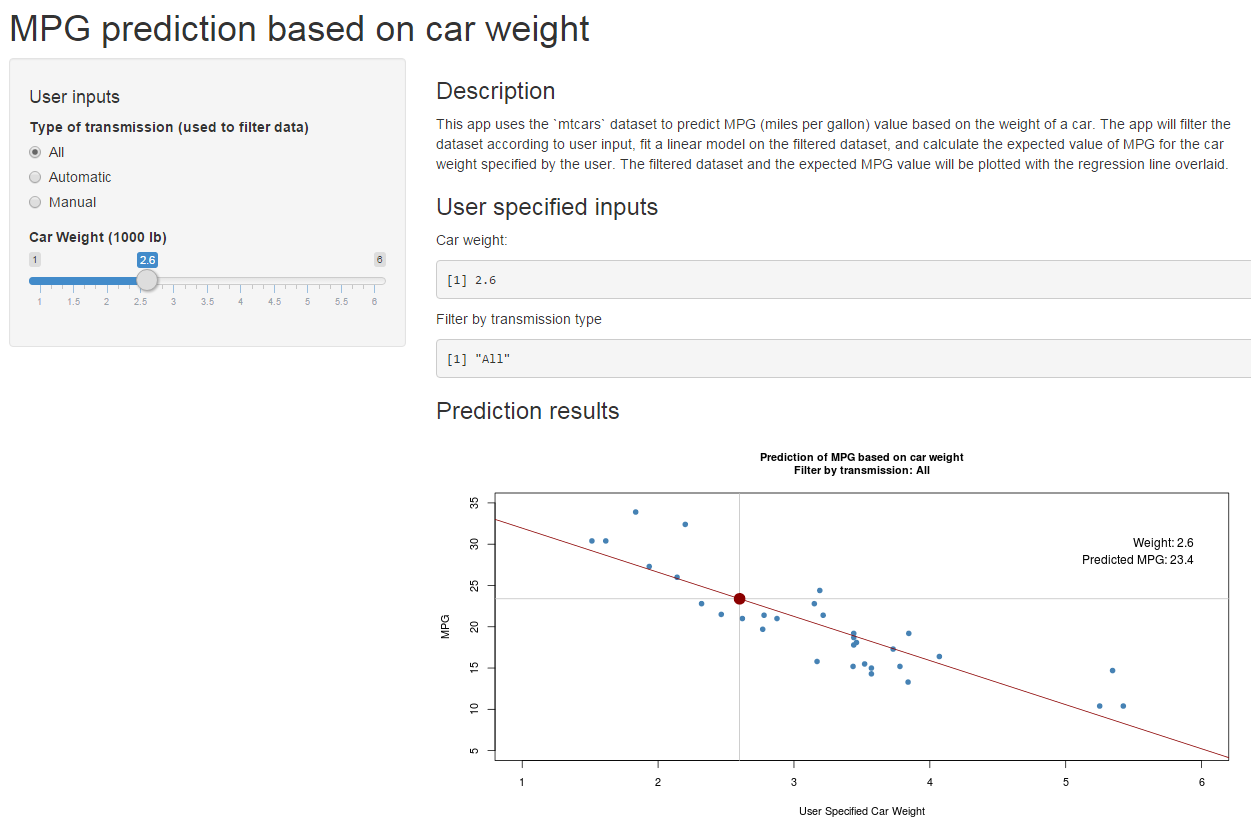 MPG prediction based on car weight
User inputs
Type of transmission (used to filter data)
All
Automatic
Manual
Car Weight (1000 lb)
1 2.6 6
1 1.5 2 2.5 3 3.5 4 4.5 5 5.5 6
Description
This app uses the `mtcars` dataset to predict MPG (miles per gallon) value based on the weight of a car. The app will filter the
dataset according to user input, fit a linear model on the filtered dataset, and calculate the expected value of MPG for the car
weight specified by the user. The filtered dataset and the expected MPG value will be plotted with the regression line overlaid.
User specified inputs
Car weight:
[1] 2.6
Filter by transmission type
[1] "All"
Prediction results
Prediction of MPG based on car weight
Filter by transmission: All
Weight: 2.6
Predicted MPG: 23.4
MPG
35
30
25
20
15
10
5
1 2 3 4 5 6
User Specified Car Weight